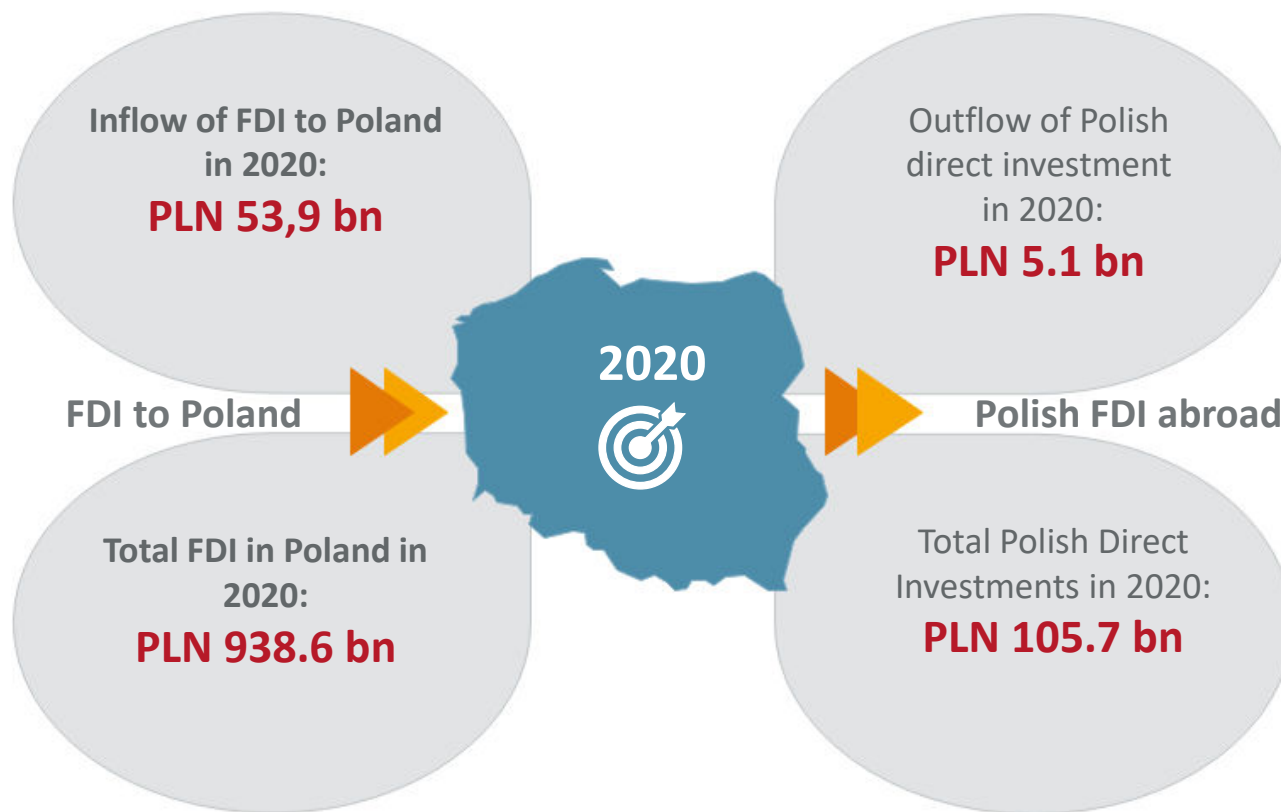 Inflow of FDI to Poland
in 2020:
PLN 53,9 bn
Outflow of Polish
direct investment
in 2020:
PLN 5.1 bn
2020
FDI to Poland
Polish FDI abroad
Total FDI in Poland in
2020:
PLN 938.6 bn
Total Polish Direct
Investments in 2020:
PLN 105.7 bn